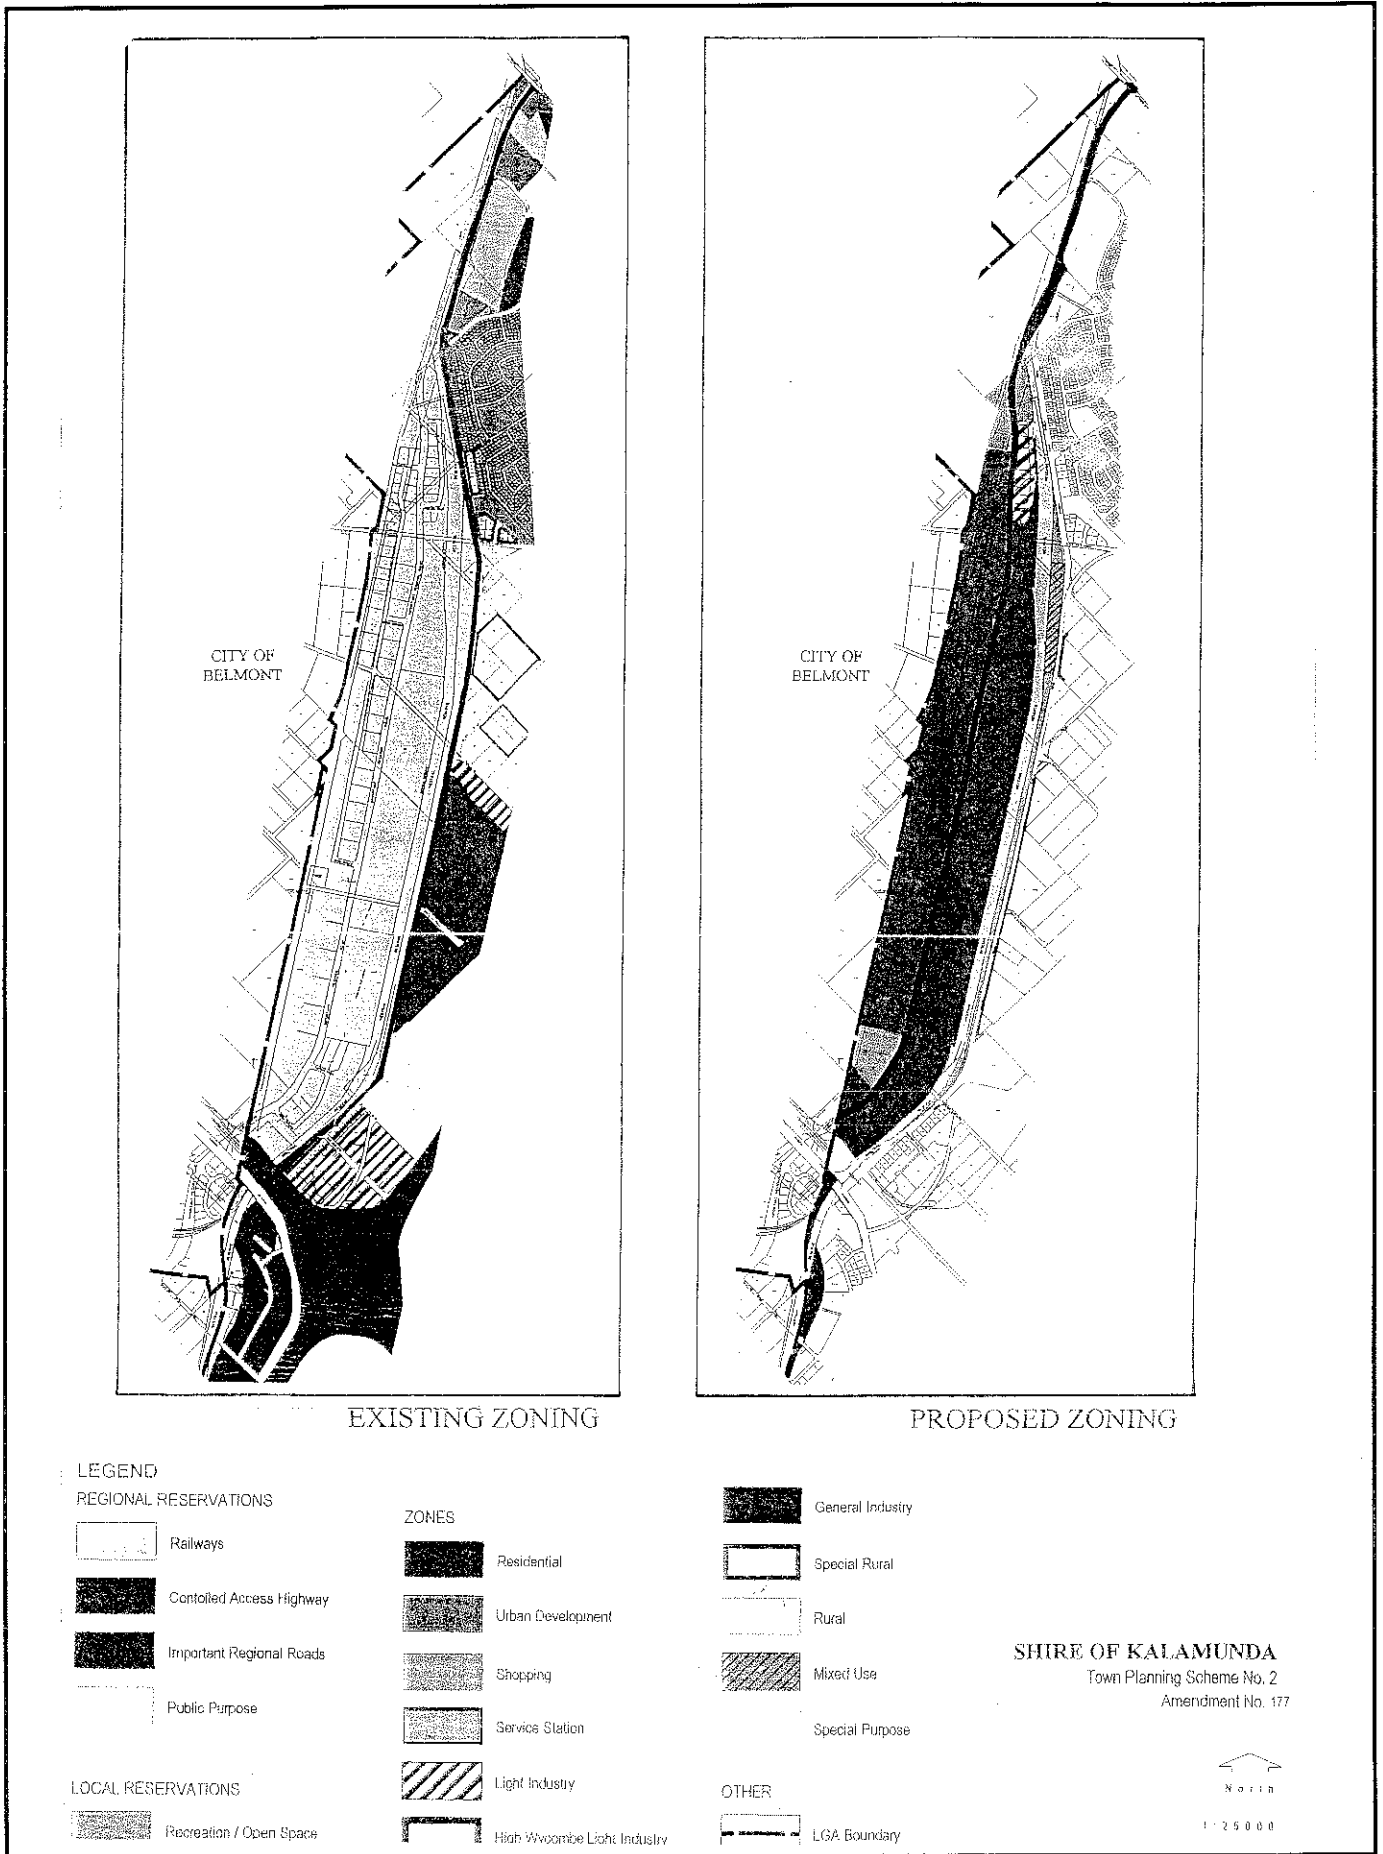 CITY OF
BELMONT
CITY OF
BELMONT
EXISTING ZONING
PROPOSED ZONING
LEGEND
REGIONAL RESERVATIONS
Railways
Contolled Access Highway
Important Regional Roads
Public Purpose
LOCAL RESERVATIONS
Recreation / Open Space
ZONES
Residential
Urban Development
Shopping
Service Station
Light Industry
High Wycombe Light Industry
General Industry
Special Rural
Rural
Mixed Use
Special Purpose
OTHER
LGA Boundary
SHIRE OF KALAMUNDA
Town Planning Scheme No. 2
Amendment No. 177
North
1:25000